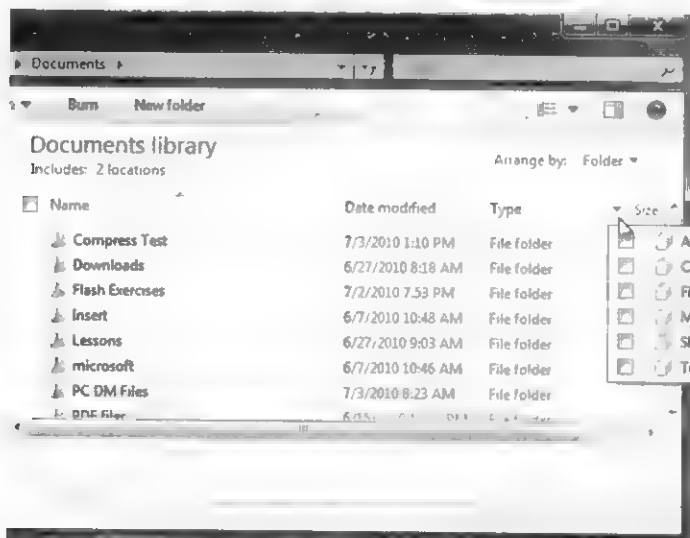 Documents
Burn New folder
Documents library
Includes: 2 locations
Arrange by: Folder
Name Date modified Type Size
Compress Test 7/3/2010 1:10 PM File folder
Downloads 6/27/2010 8:18 AM File folder
Flash Exercises 7/2/2010 7:53 PM File folder
Insert 6/7/2010 10:48 AM File folder
Lessons 6/27/2010 9:03 AM File folder
microsoft 6/7/2010 10:46 AM File folder
PC DM Files 7/3/2010 8:23 AM File folder
PDF Files